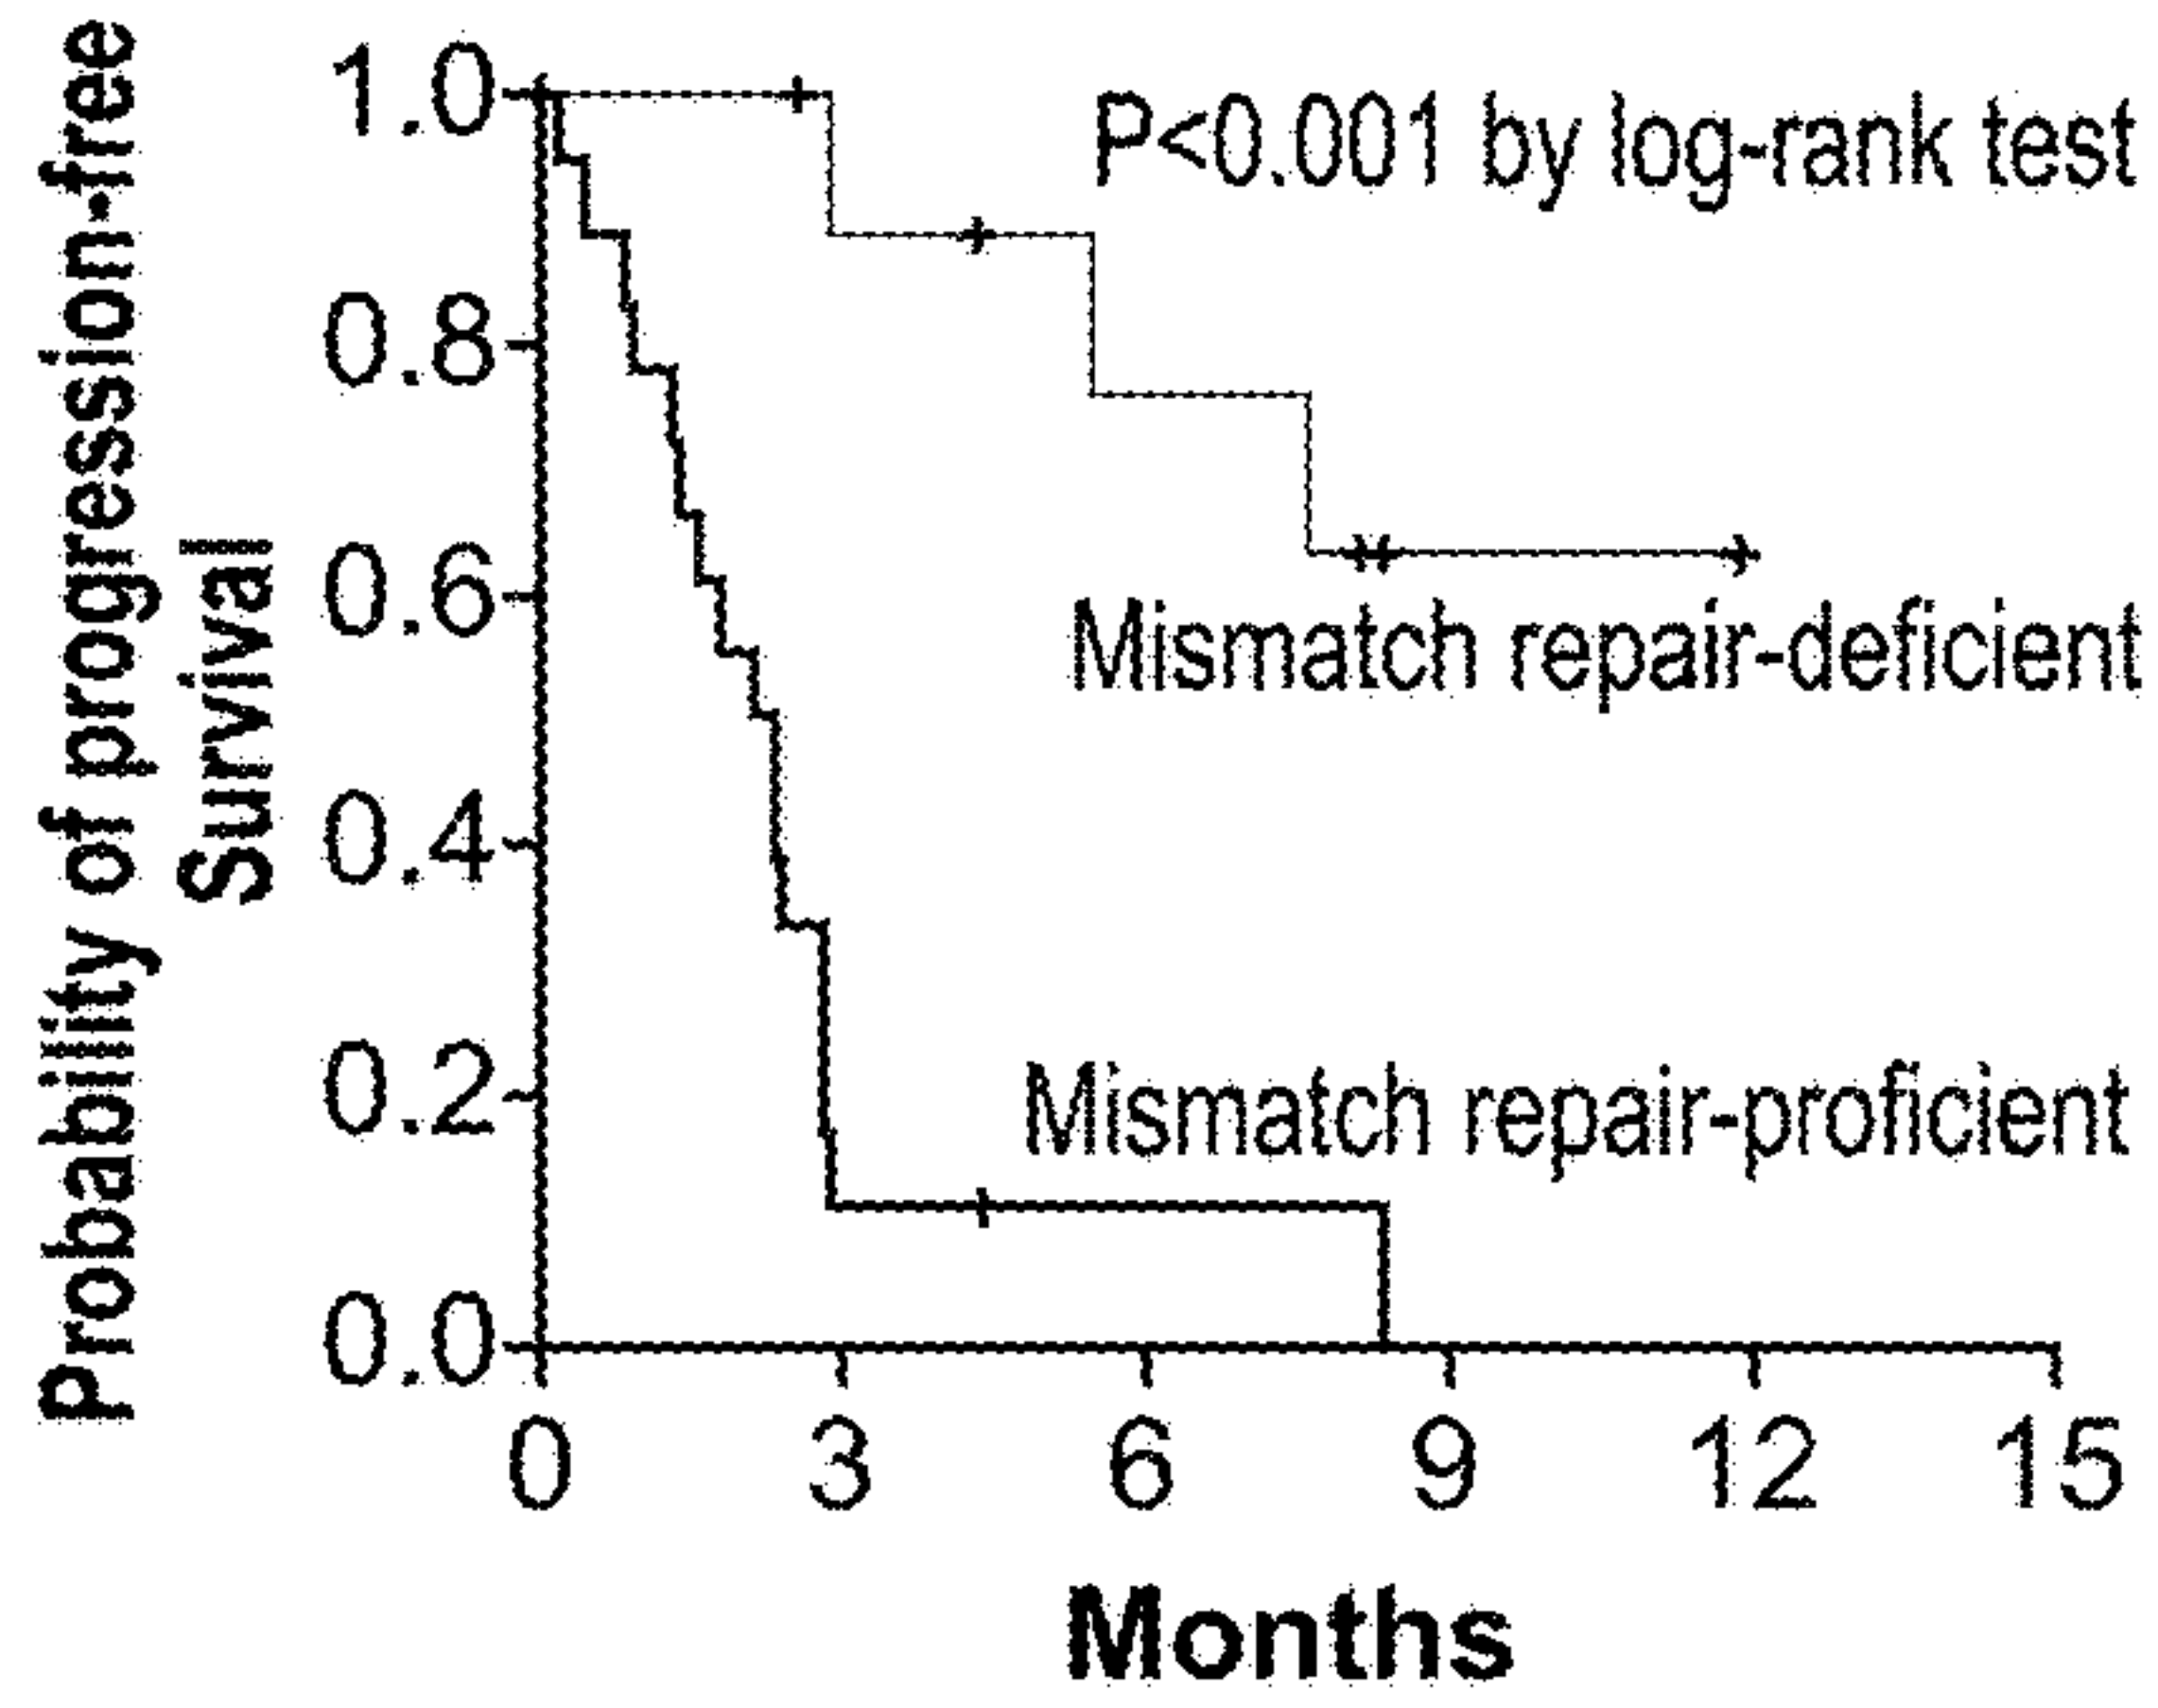 Probability of progression-free
Survival
1.0
0.8
0.6
0.4
0.2
0.0
P<0.001 by log-rank test
Mismatch repair-deficient
Mismatch repair-proficient
0 3 6 9 12 15
Months